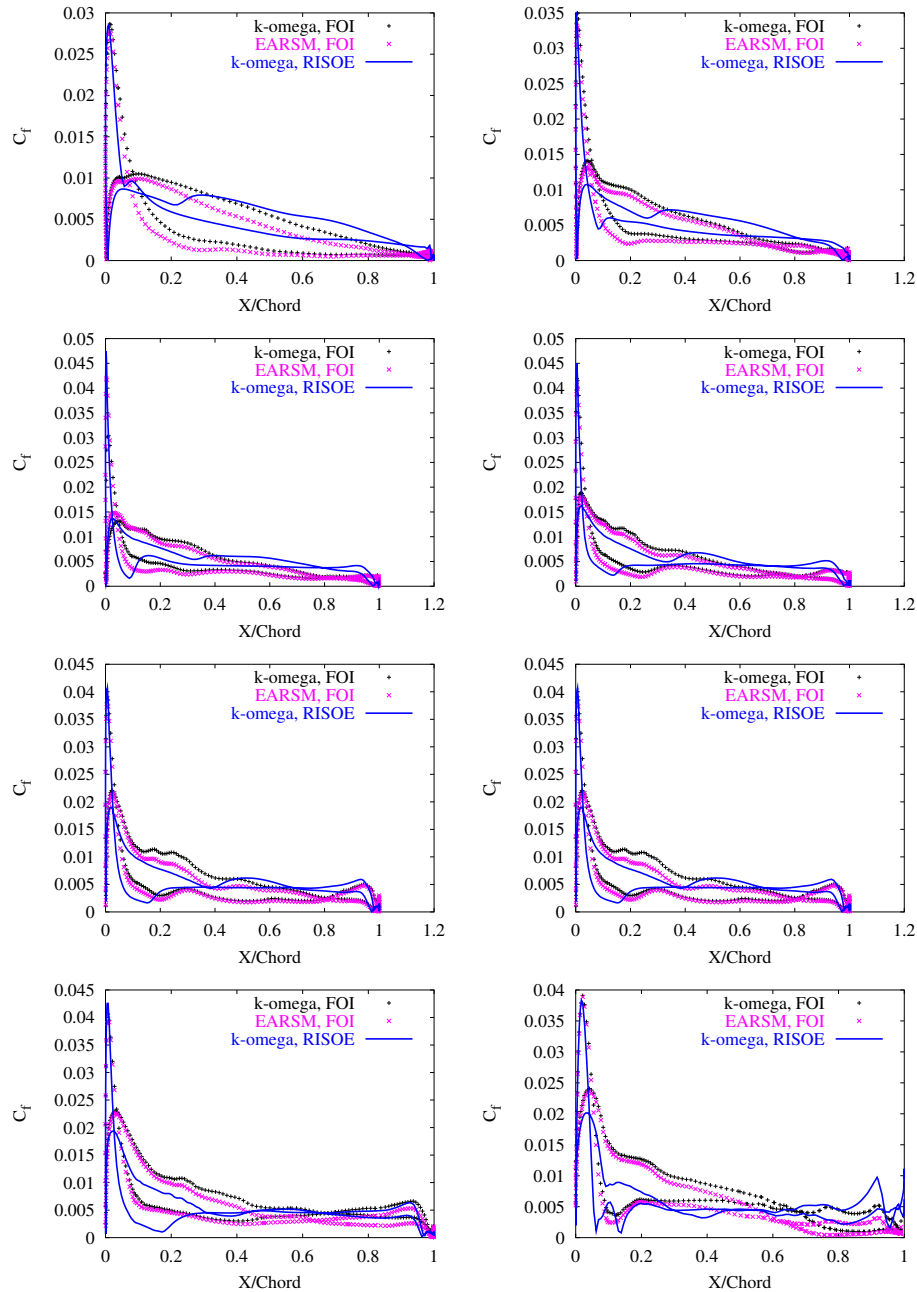 0.03
0.025
0.02
0.015
0.01
0.005
0
C_f
k-omega, FOI
EARSM, FOI
k-omega, RISOE
0 0.2 0.4 0.6 0.8 1
X/Chord
0.035
0.03
0.025
0.02
0.015
0.01
0.005
0
C_f
k-omega, FOI
EARSM, FOI
k-omega, RISOE
0 0.2 0.4 0.6 0.8 1 1.2
X/Chord
0.05
0.045
0.04
0.035
0.03
0.025
0.02
0.015
0.01
0.005
0
C_f
k-omega, FOI
EARSM, FOI
k-omega, RISOE
0 0.2 0.4 0.6 0.8 1 1.2
X/Chord
0.05
0.045
0.04
0.035
0.03
0.025
0.02
0.015
0.01
0.005
0
C_f
k-omega, FOI
EARSM, FOI
k-omega, RISOE
0 0.2 0.4 0.6 0.8 1 1.2
X/Chord
0.045
0.04
0.035
0.03
0.025
0.02
0.015
0.01
0.005
0
C_f
k-omega, FOI
EARSM, FOI
k-omega, RISOE
0 0.2 0.4 0.6 0.8 1 1.2
X/Chord
0.045
0.04
0.035
0.03
0.025
0.02
0.015
0.01
0.005
0
C_f
k-omega, FOI
EARSM, FOI
k-omega, RISOE
0 0.2 0.4 0.6 0.8 1 1.2
X/Chord
0.045
0.04
0.035
0.03
0.025
0.02
0.015
0.01
0.005
0
C_f
k-omega, FOI
EARSM, FOI
k-omega, RISOE
0 0.2 0.4 0.6 0.8 1
X/Chord
0.04
0.035
0.03
0.025
0.02
0.015
0.01
0.005
0
C_f
k-omega, FOI
EARSM, FOI
k-omega, RISOE
0 0.2 0.4 0.6 0.8 1
X/Chord